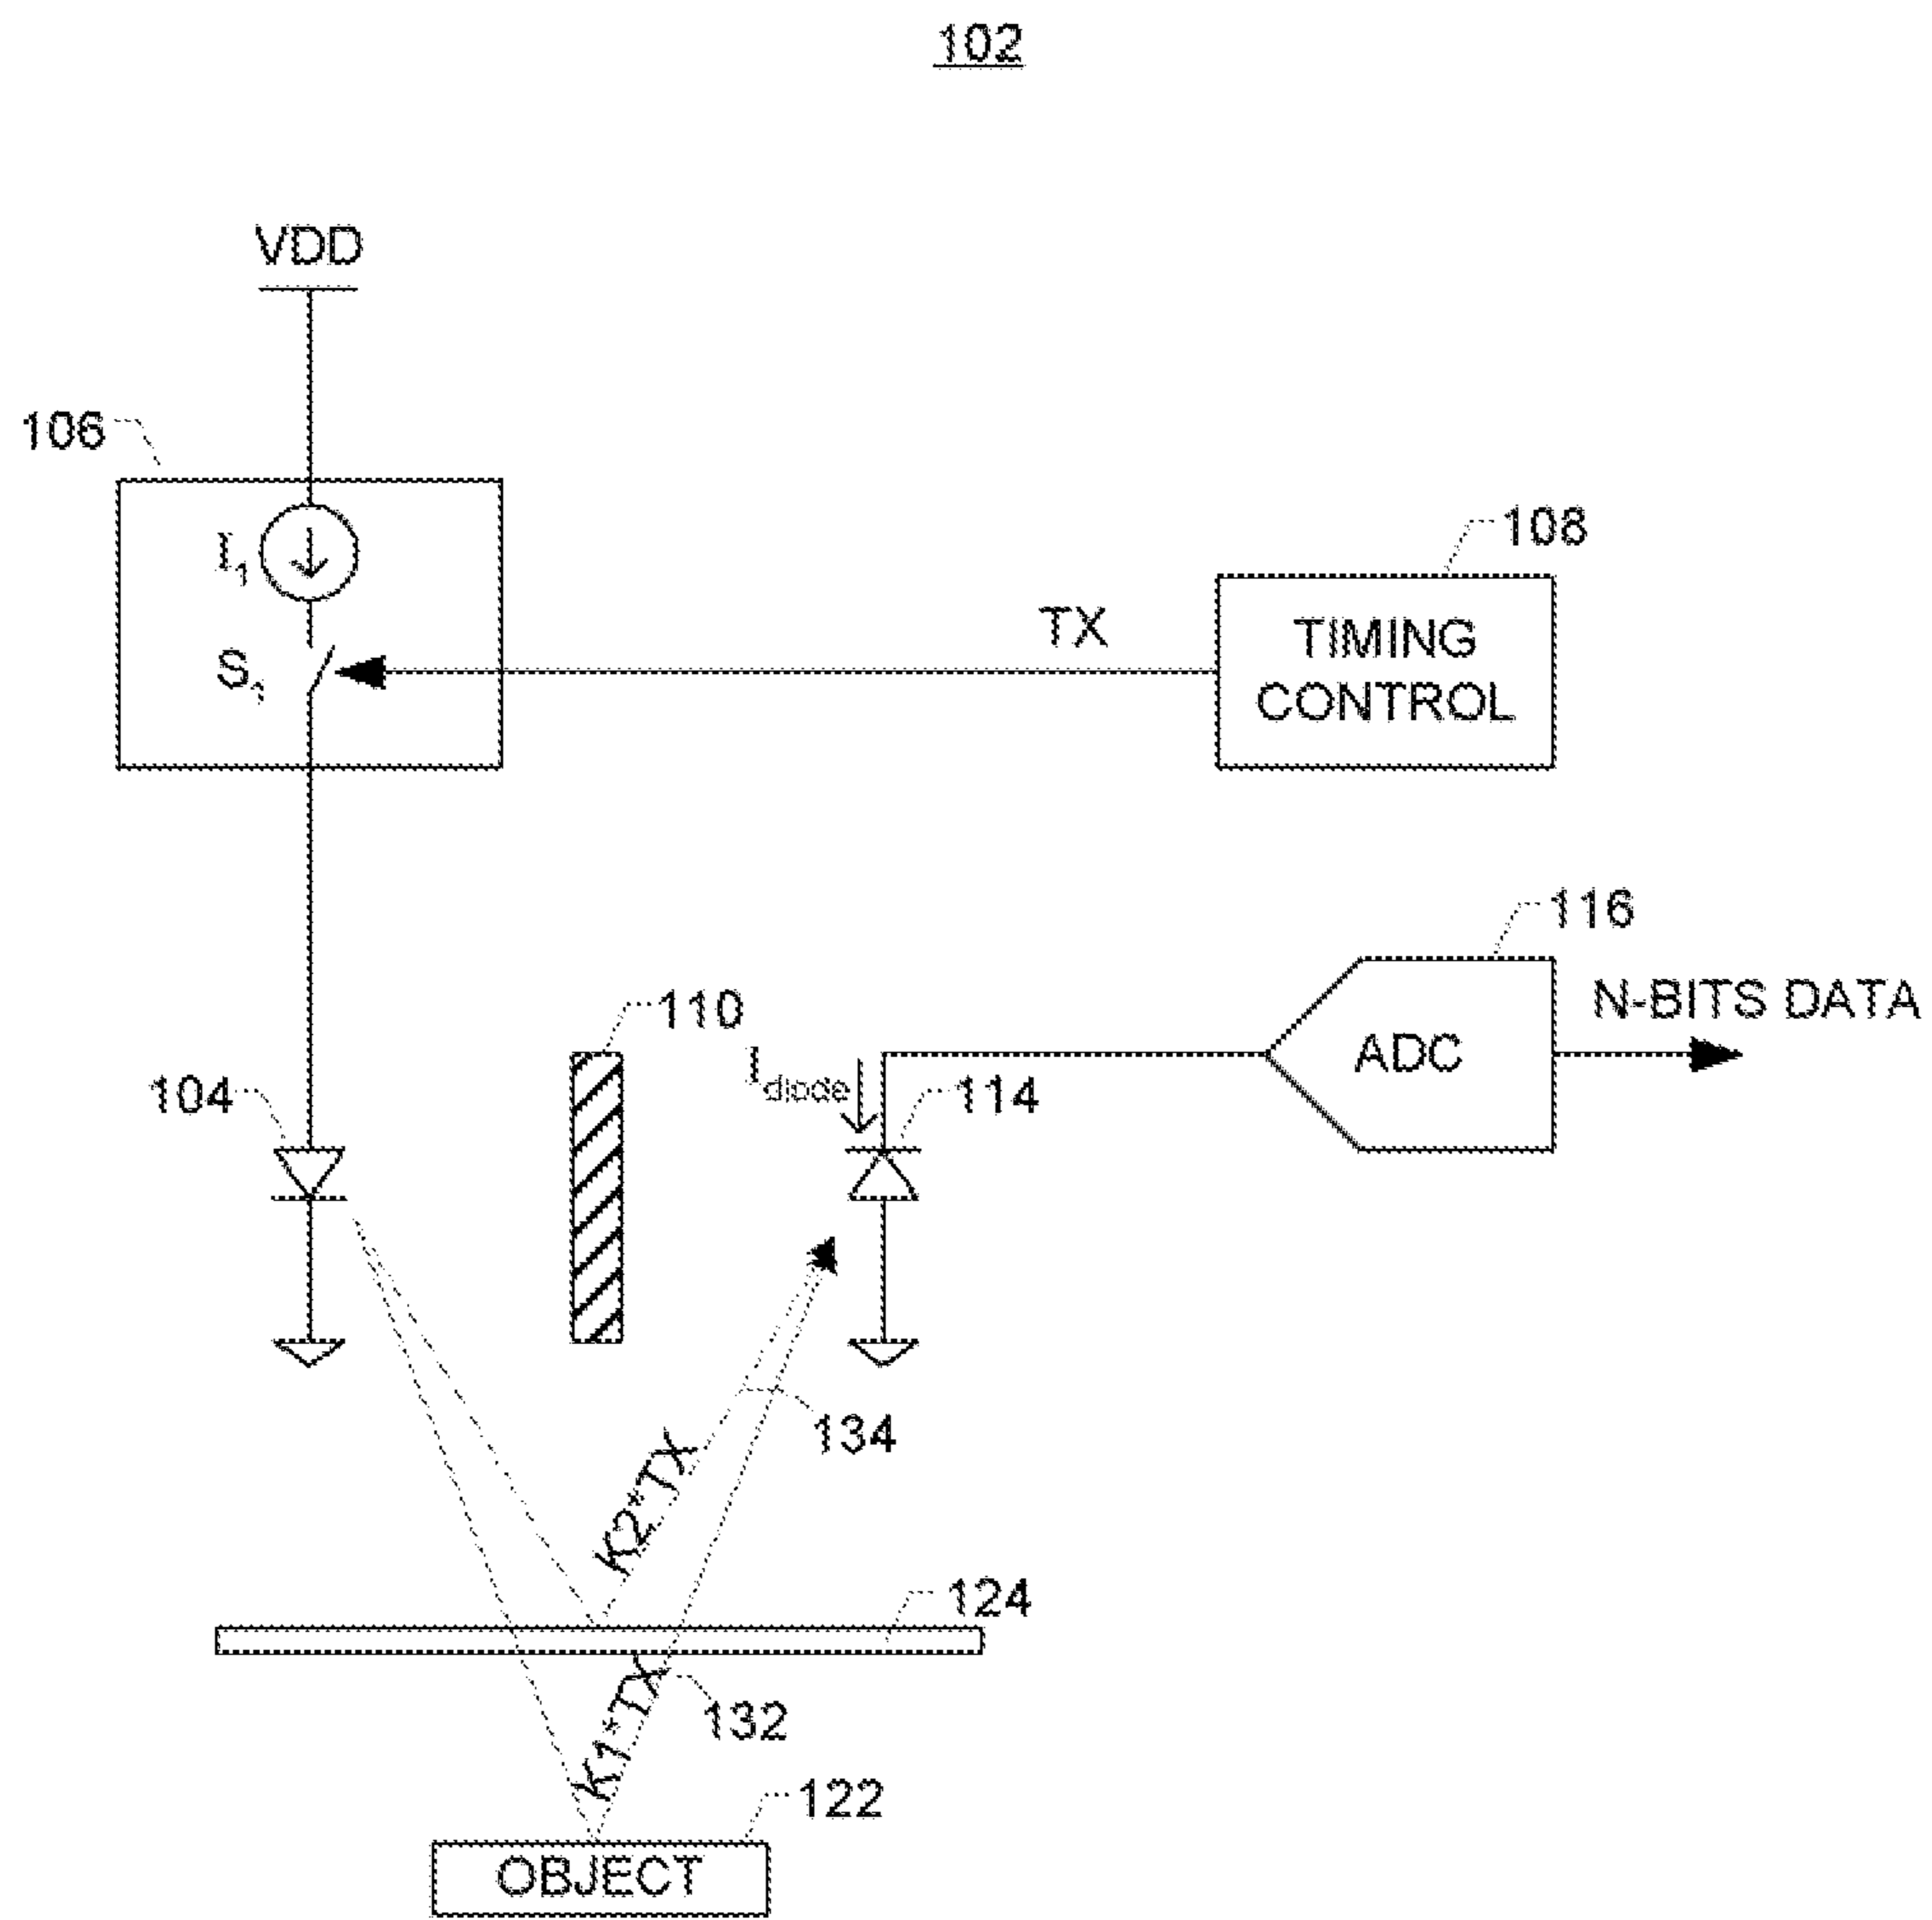 102
VDD
106
I1
S1
TX
108
TIMING
CONTROL
116
N-BITS DATA
ADC
110
Idiode
104
114
134
K2*TX
124
K1*TX
132
122
OBJECT